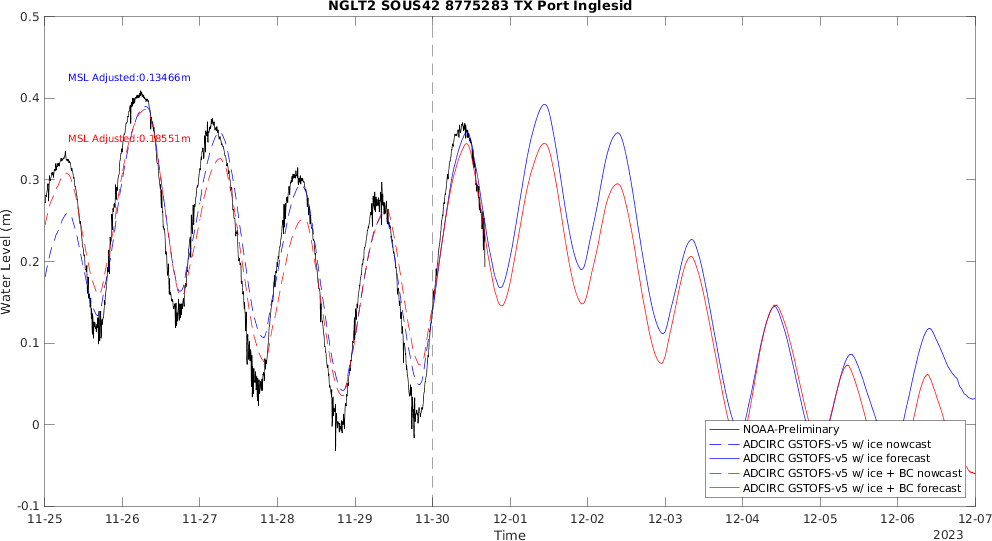 NGLT2 SOUS42 8775283 TX Port Inglesid
MSL Adjusted:0.13466m
MSL Adjusted:0.18551m
Water Level (m)
0.5
0.4
0.3
0.2
0.1
0
-0.1
NOAA-Preliminary
ADCIRC GSTOFS-v5 w/ ice nowcast
ADCIRC GSTOFS-v5 w/ ice forecast
ADCIRC GSTOFS-v5 w/ ice + BC nowcast
ADCIRC GSTOFS-v5 w/ ice + BC forecast
11-25 11-26 11-27 11-28 11-29 11-30 12-01 12-02 12-03 12-04 12-05 12-06 12-07
Time
2023